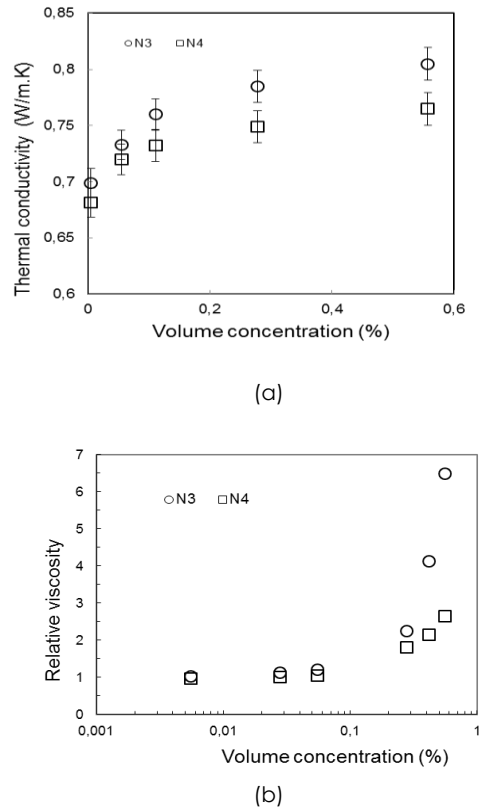 0,85
N3 N4
0,8
0,75
0,7
0,65
0,6
Thermal conductivity (W/m.K)
0 0,2 0,4 0,6
Volume concentration (%)
(a)
7
N3 N4
6
5
4
3
2
1
0
Relative viscosity
0,001 0,01 0,1 1
Volume concentration (%)
(b)